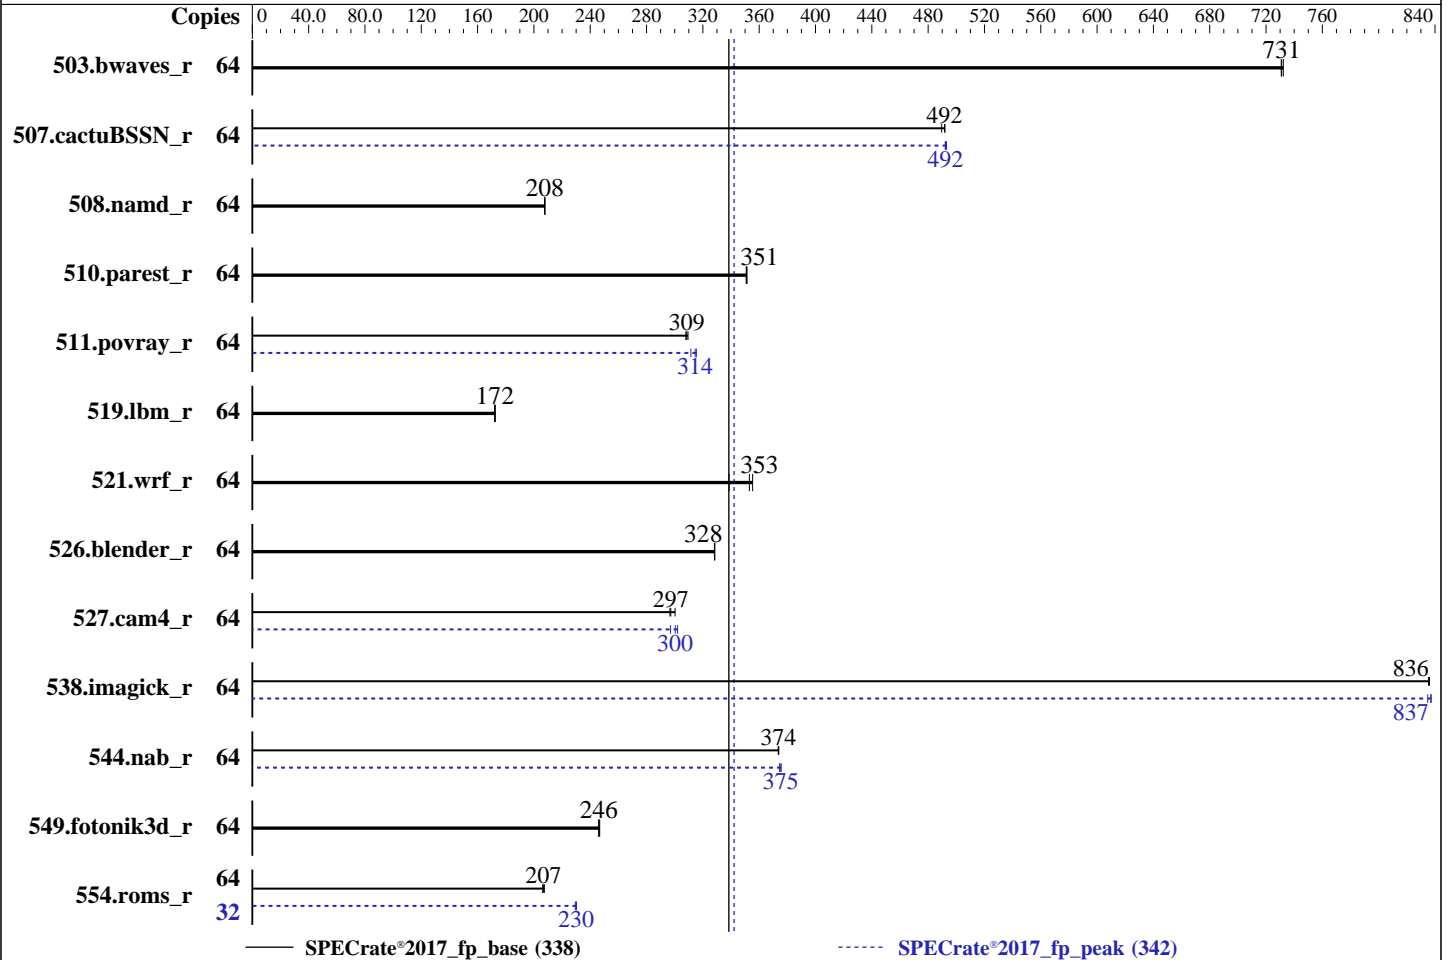 Copies 0 40.0 80.0 120 160 200 240 280 320 360 400 440 480 520 560 600 640 680 720 760 840
731
503.bwaves_r 64
492
507.cactuBSSN_r 64
492
208
508.namd_r 64
351
510.parest_r 64
309
511.povray_r 64
314
172
519.lbm_r 64
353
521.wrf_r 64
328
526.blender_r 64
297
527.cam4_r 64
300
836
538.imagick_r 64
837
374
544.nab_r 64
375
246
549.fotonik3d_r 64
207
64
554.roms_r
32
230
SPECrate®2017_fp_base (338) SPECrate®2017_fp_peak (342)